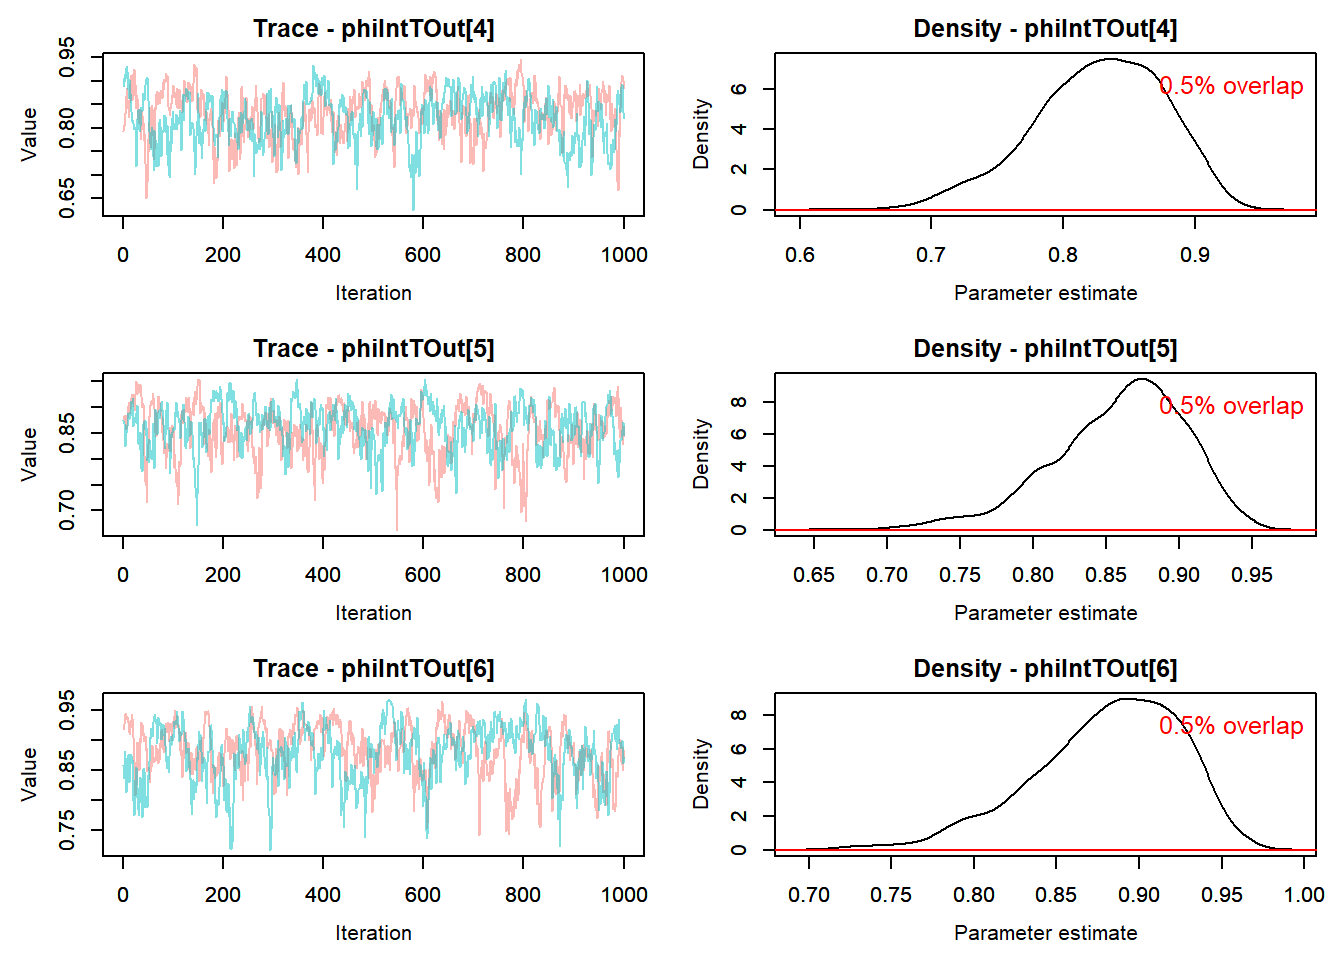 Trace - phiIntTOut[4]
Value
0.65
0.80
0.95
0
200
400
600
800
1000
Iteration
Density - phiIntTOut[4]
0.5% overlap
Density
0
2
4
6
0.6
0.7
0.8
0.9
Parameter estimate
Trace - phiIntTOut[5]
Value
0.70
0.85
0
200
400
600
800
1000
Iteration
Density - phiIntTOut[5]
0.5% overlap
Density
0
2
4
6
8
0.65
0.70
0.75
0.80
0.85
0.90
0.95
Parameter estimate
Trace - phiIntTOut[6]
Value
0.75
0.85
0.95
0
200
400
600
800
1000
Iteration
Density - phiIntTOut[6]
0.5% overlap
Density
0
2
4
6
8
0.70
0.75
0.80
0.85
0.90
0.95
1.00
Parameter estimate